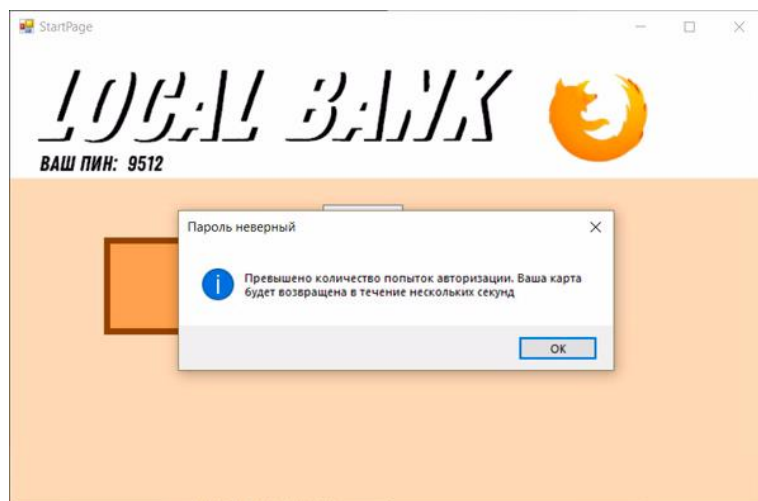 StartPage
LOCAL BANK
ВАШ ПИН: 9512
Пароль неверный
Превышено количество попыток авторизации. Ваша карта
будет возвращена в течение нескольких секунд
ОК